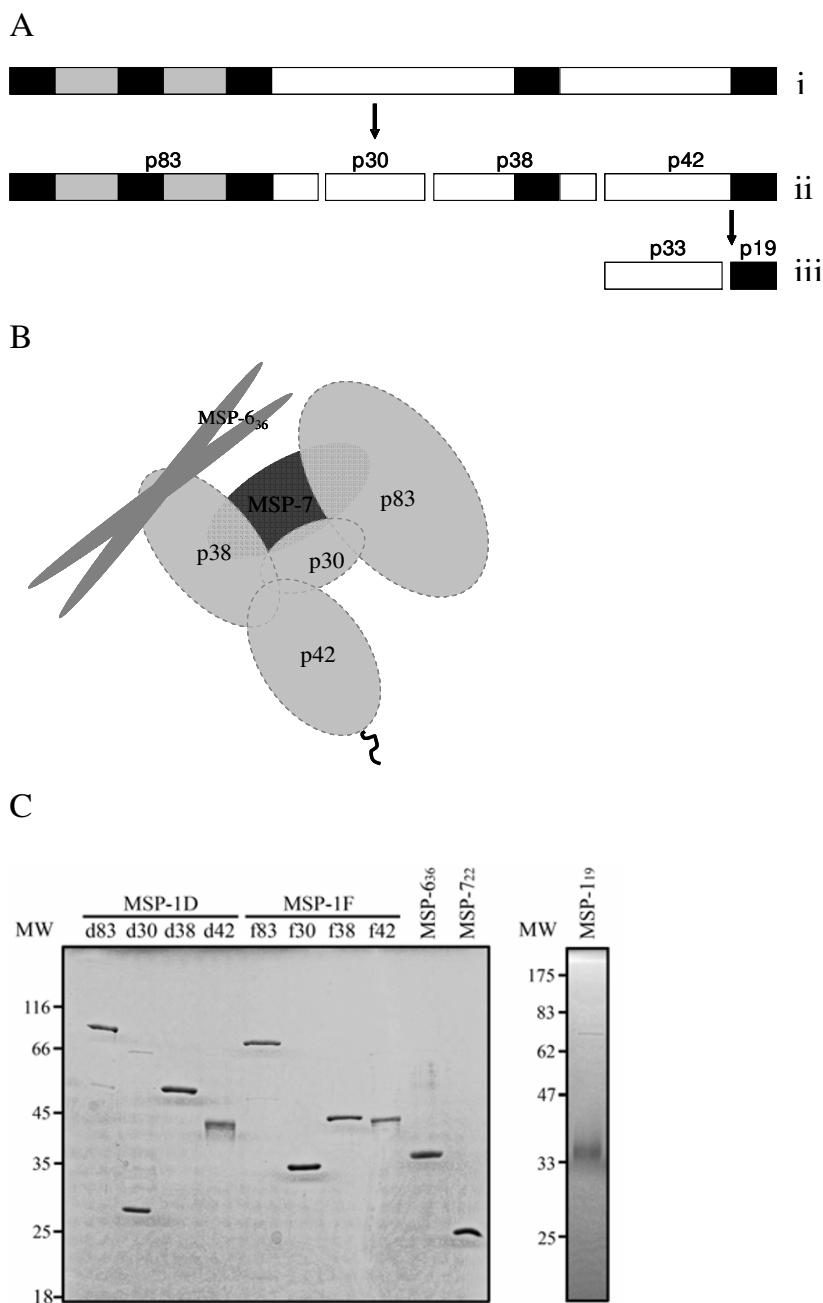 A
i
p83 p30 p38 p42
ii
p33 p19
iii
B
MSP-6₃₆
MSP-7
p83
p38
p30
p42
C
MSP-1D MSP-1F MSP-6₃₆ MSP-7₂₂
MW d83 d30 d38 d42 f83 f30 f38 f42
116
66
45
35
25
18
MSP-1₁₉
MW
175
83
62
47
33
25